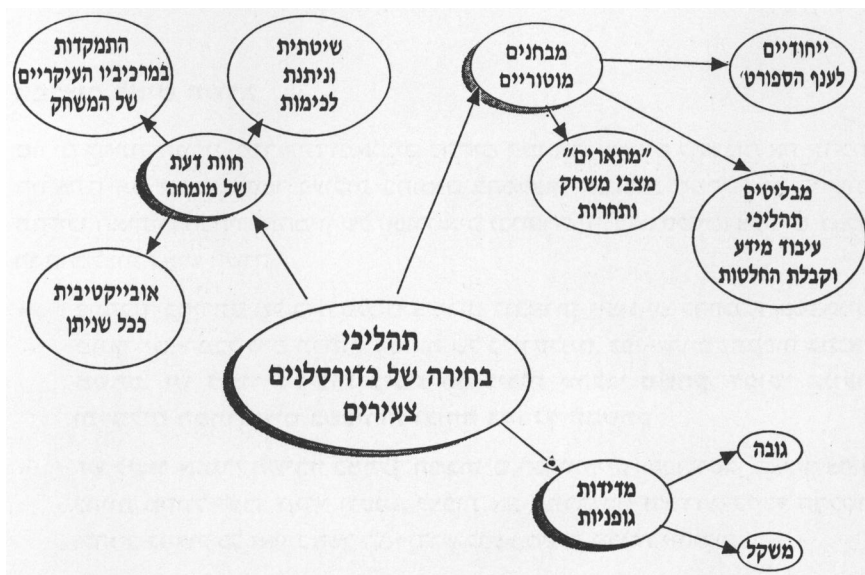 התמקדות
במרכיביו העיקריים
של המשחק
שיטתית
וניתנת
לכימות
מבחנים
מוטוריים
ייחודיים
לענף הספורט
חוות דעת
של מומחה
"מתארים"
מצבי משחק
ותחרות
מבליטים
תהליכי
עיבוד מידע
וקבלת החלטות
אובייקטיבית
ככל שניתן
תהליכי
בחירה של כדורסלנים
צעירים
מדידות
גופניות
גובה
משקל